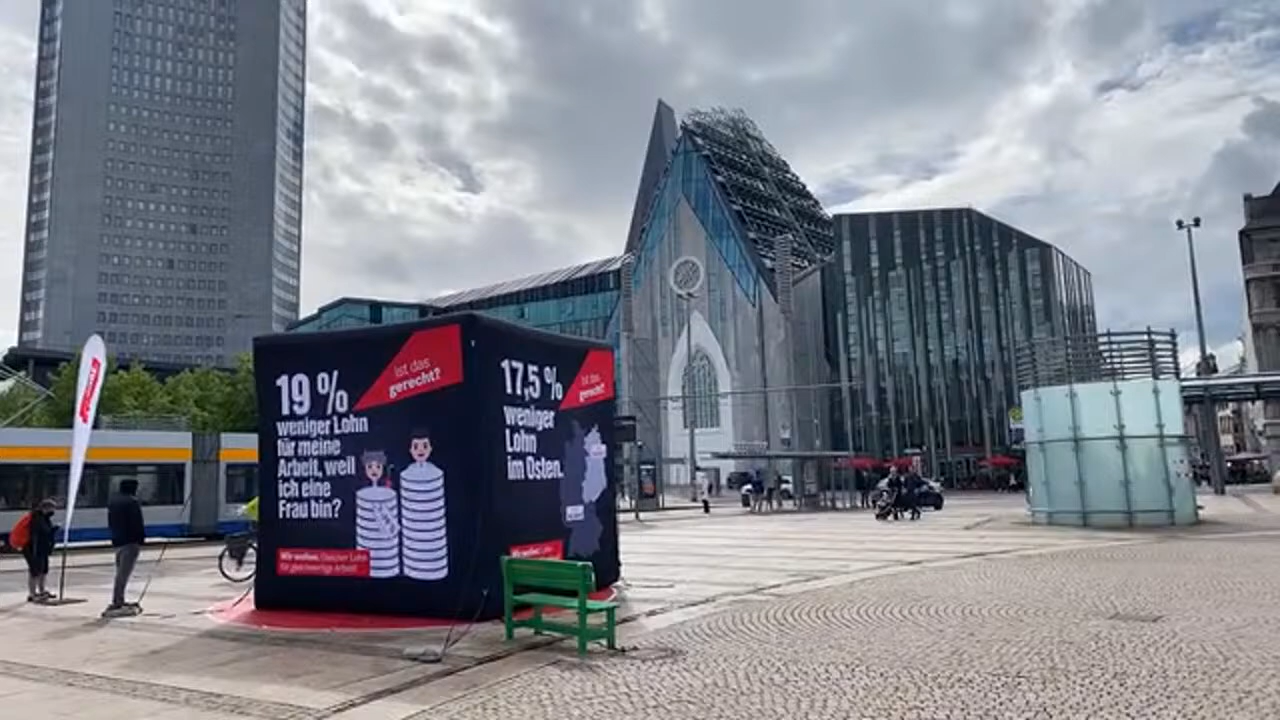 19 %
weniger Lohn
für meine
Arbeit, weil
ich eine
Frau bin?
ist das
gerecht?
Wir wollen: Gleicher Lohn
für gleichwertige Arbeit!
17,5 %
weniger
Lohn
im Osten.
ist das
gerecht?